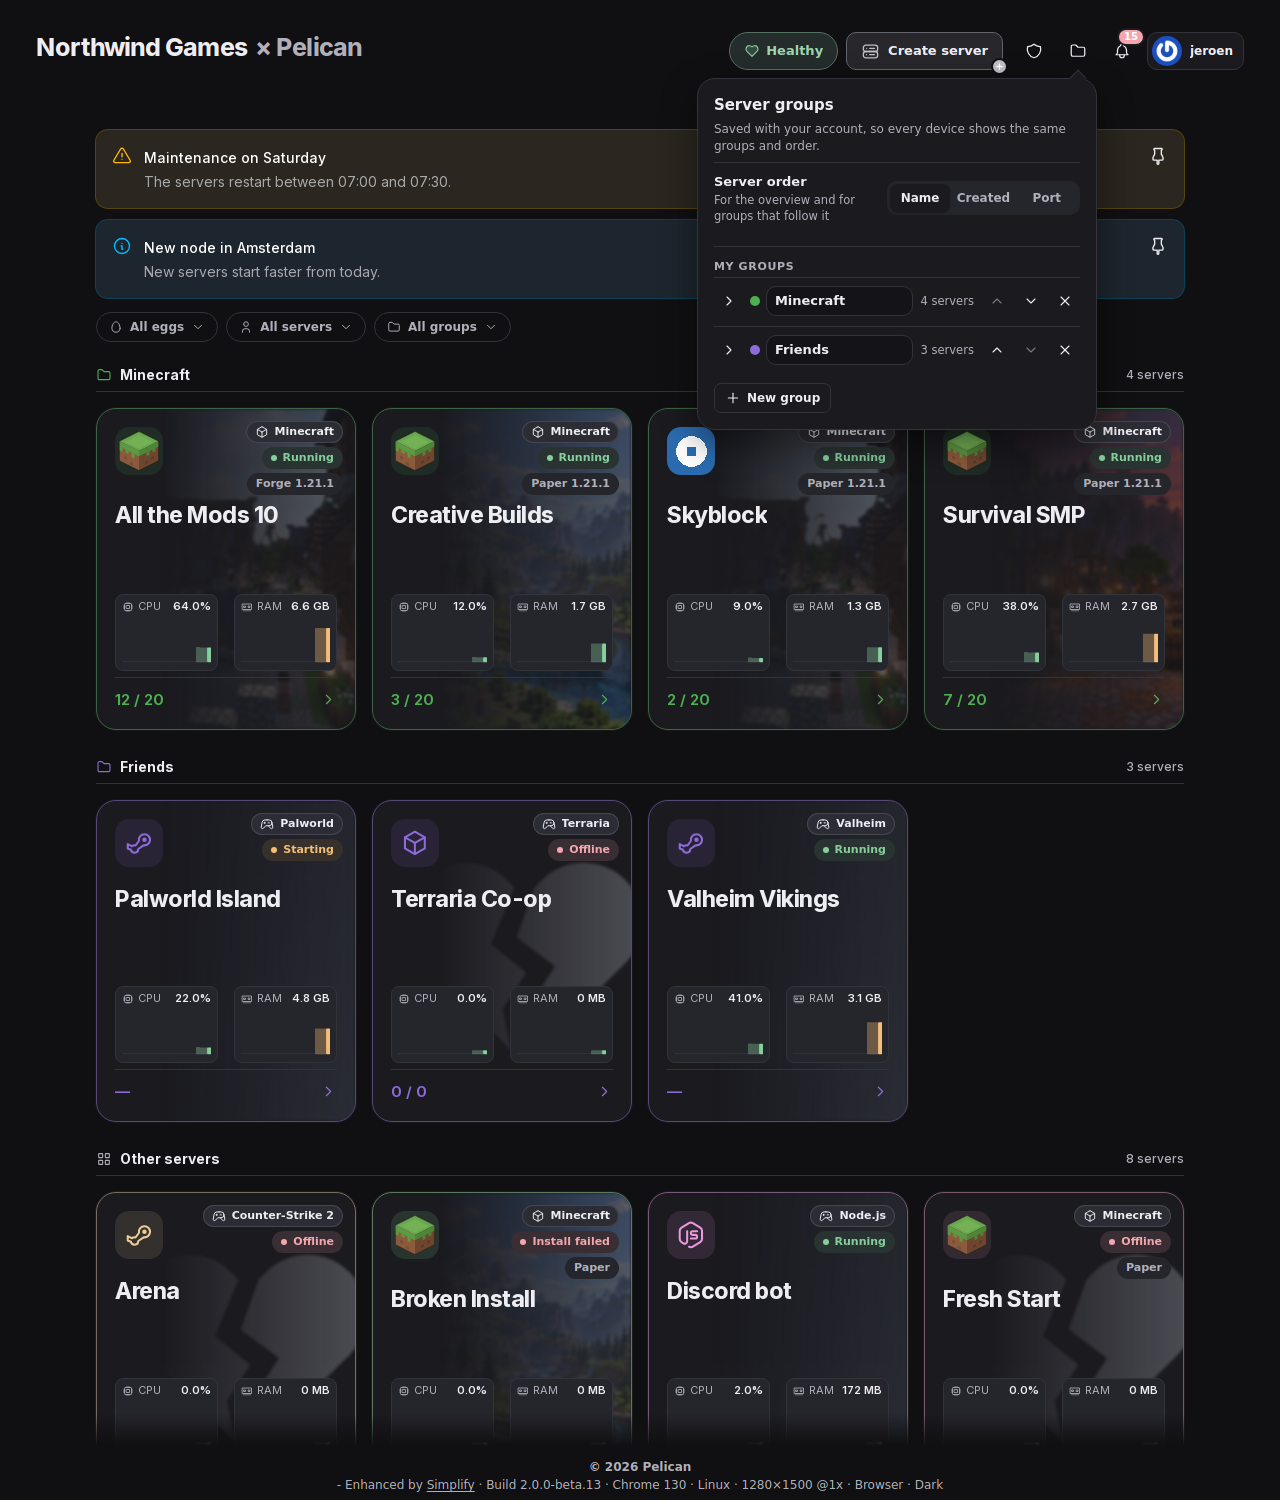 Northwind Games × Pelican
Healthy
Create server
15
jeroen
Server groups
Saved with your account, so every device shows the same
groups and order.
Server order
For the overview and for
groups that follow it
Name
Created
Port
MY GROUPS
Minecraft
4 servers
Friends
3 servers
New group
Maintenance on Saturday
The servers restart between 07:00 and 07:30.
New node in Amsterdam
New servers start faster from today.
All eggs
All servers
All groups
Minecraft
4 servers
Minecraft
Running
Forge 1.21.1
All the Mods 10
CPU 64.0%
RAM 6.6 GB
12 / 20
Minecraft
Running
Paper 1.21.1
Creative Builds
CPU 12.0%
RAM 1.7 GB
3 / 20
Minecraft
Running
Paper 1.21.1
Skyblock
CPU 9.0%
RAM 1.3 GB
2 / 20
Minecraft
Running
Paper 1.21.1
Survival SMP
CPU 38.0%
RAM 2.7 GB
7 / 20
Friends
3 servers
Palworld
Starting
Palworld Island
CPU 22.0%
RAM 4.8 GB
—
Terraria
Offline
Terraria Co-op
CPU 0.0%
RAM 0 MB
0 / 0
Valheim
Running
Valheim Vikings
CPU 41.0%
RAM 3.1 GB
—
Other servers
8 servers
Counter-Strike 2
Offline
Arena
CPU 0.0%
RAM 0 MB
Minecraft
Install failed
Paper
Broken Install
CPU 0.0%
RAM 0 MB
Node.js
Running
Discord bot
CPU 2.0%
RAM 172 MB
Minecraft
Offline
Paper
Fresh Start
CPU 0.0%
RAM 0 MB
© 2026 Pelican
- Enhanced by Simplify · Build 2.0.0-beta.13 · Chrome 130 · Linux · 1280×1500 @1x · Browser · Dark